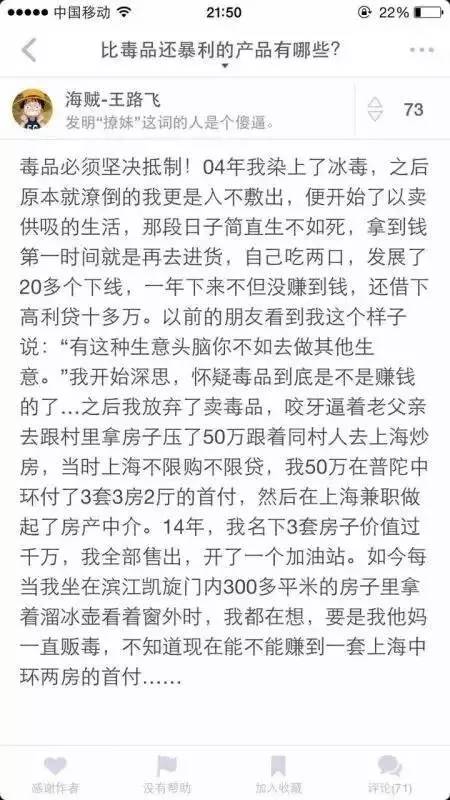 中国移动
21:50
22%
比毒品还暴利的产品有哪些?
海贼-王路飞
发明“撩妹”这词的人是个傻逼。
73
毒品必须坚决抵制！04年我染上了冰毒，之后
原本就潦倒的我更是入不敷出，便开始了以卖
供吸的生活，那段日子简直生不如死，拿到钱
第一时间就是再去进货，自己吃两口，发展了
20多个下线，一年下来不但没赚到钱，还借下
高利贷十多万。以前的朋友看到我这个样子
说：“有这种生意头脑你不如去做其他生
意。”我开始深思，怀疑毒品到底是不是赚钱
的了…之后我放弃了卖毒品，咬牙逼着老父亲
去跟村里拿房子压了50万跟着同村人去上海炒
房，当时上海不限购不限贷，我50万在普陀中
环付了3套3房2厅的首付，然后在上海兼职做
起了房产中介。14年，我名下3套房子价值过
千万，我全部售出，开了一个加油站。如今每
当我坐在滨江凯旋门内300多平米的房子里拿
着溜冰壶看着窗外时，我都在想，要是我他妈
一直贩毒，不知道现在能不能赚到一套上海中
环两房的首付……
感谢作者
没有帮助
加入收藏
评论(71)